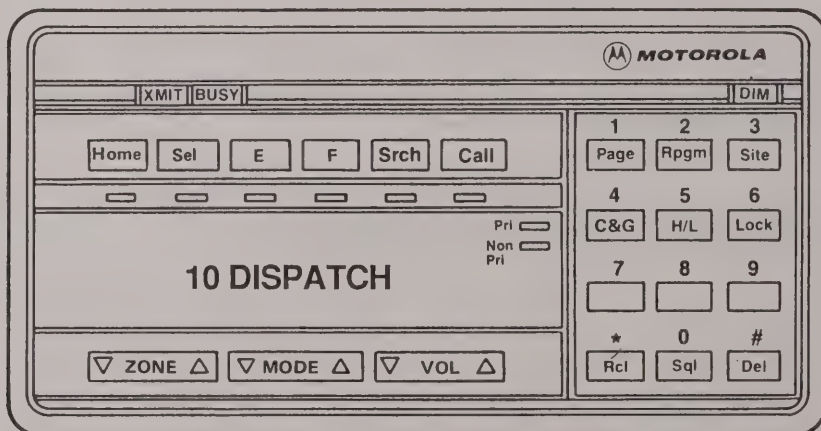 MOTOROLA
XMIT BUSY DIM
1 2 3
Home Sel E F Srch Call Page Rpgm Site
4 5 6
C&G H/L Lock
Pri
Non
Pri
10 DISPATCH
7 8 9
* 0 #
Rcl Sql Del
▽ ZONE △ ▽ MODE △ ▽ VOL △